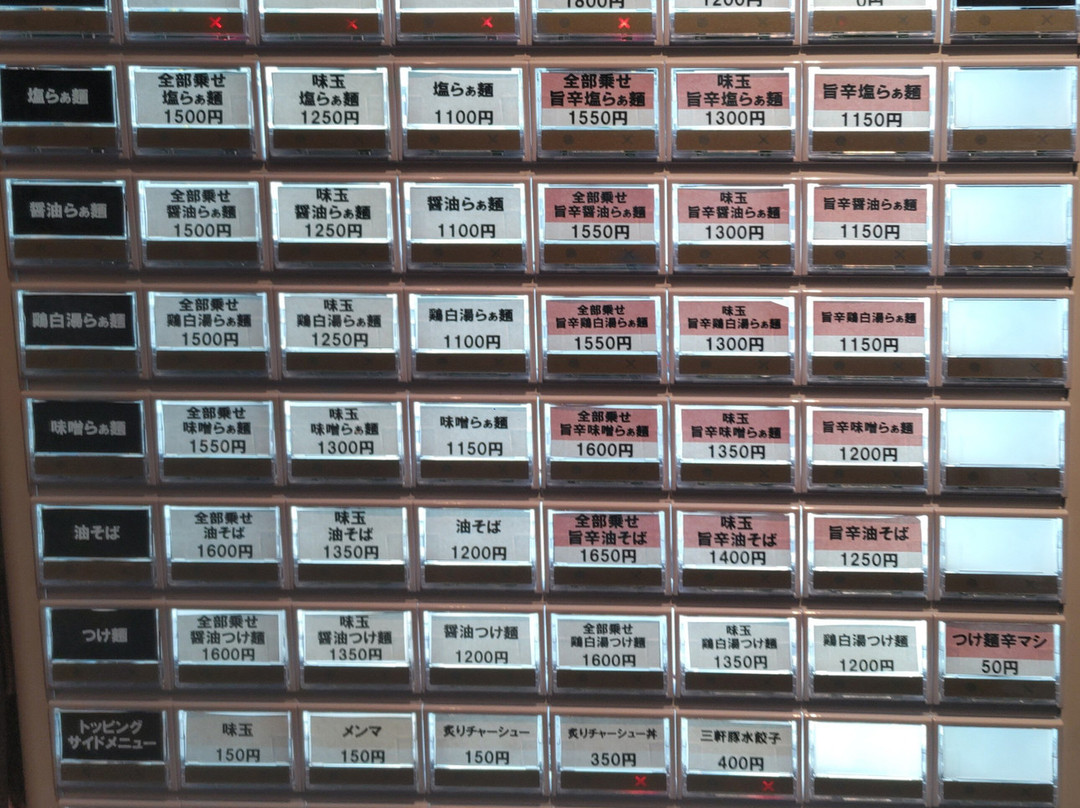 1800円
1200円
0円
塩らぁ麺
全部乗せ
塩らぁ麺
1500円
味玉
塩らぁ麺
1250円
塩らぁ麺
1100円
全部乗せ
旨辛塩らぁ麺
1550円
味玉
旨辛塩らぁ麺
1300円
旨辛塩らぁ麺
1150円
醤油らぁ麺
全部乗せ
醤油らぁ麺
1500円
味玉
醤油らぁ麺
1250円
醤油らぁ麺
1100円
全部乗せ
旨辛醤油らぁ麺
1550円
味玉
旨辛醤油らぁ麺
1300円
旨辛醤油らぁ麺
1150円
鶏白湯らぁ麺
全部乗せ
鶏白湯らぁ麺
1500円
味玉
鶏白湯らぁ麺
1250円
鶏白湯らぁ麺
1100円
全部乗せ
旨辛鶏白湯らぁ麺
1550円
味玉
旨辛鶏白湯らぁ麺
1300円
旨辛鶏白湯らぁ麺
1150円
味噌らぁ麺
全部乗せ
味噌らぁ麺
1550円
味玉
味噌らぁ麺
1300円
味噌らぁ麺
1150円
全部乗せ
旨辛味噌らぁ麺
1600円
味玉
旨辛味噌らぁ麺
1350円
旨辛味噌らぁ麺
1200円
油そば
全部乗せ
油そば
1600円
味玉
油そば
1350円
油そば
1200円
全部乗せ
旨辛油そば
1650円
味玉
旨辛油そば
1400円
旨辛油そば
1250円
つけ麺
全部乗せ
醤油つけ麺
1600円
味玉
醤油つけ麺
1350円
醤油つけ麺
1200円
全部乗せ
鶏白湯つけ麺
1600円
味玉
鶏白湯つけ麺
1350円
鶏白湯つけ麺
1200円
つけ麺辛マシ
50円
トッピング
サイドメニュー
味玉
150円
メンマ
150円
炙りチャーシュー
150円
炙りチャーシュー丼
350円
三軒豚水餃子
400円